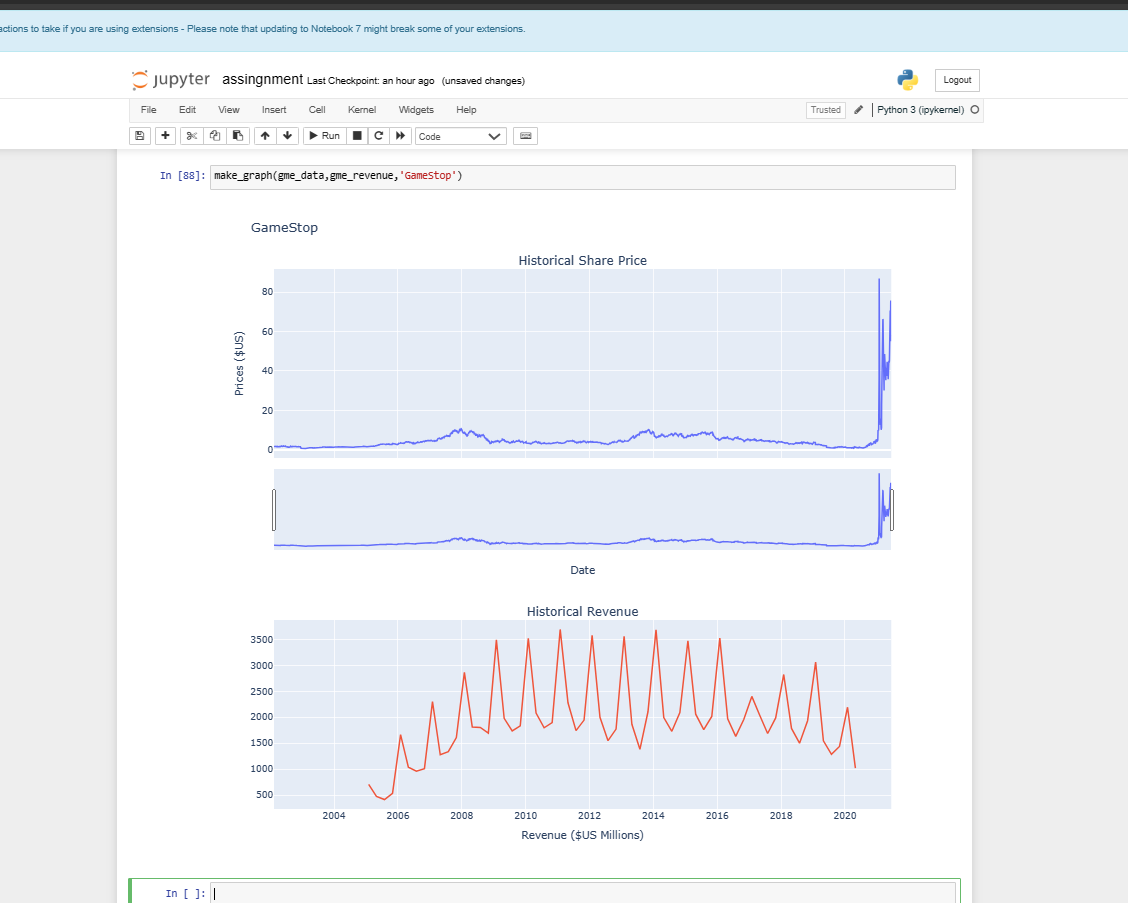 actions to take if you are using extensions - Please note that updating to Notebook 7 might break some of your extensions.
jupyter assingnment Last Checkpoint: an hour ago (unsaved changes) Logout
File Edit View Insert Cell Kernel Widgets Help Trusted Python 3 (ipykernel)
Run Code
In [88]: make_graph(gme_data,gme_revenue,'GameStop')
GameStop
Historical Share Price
80
60
40
20
0
Prices ($US)
Date
Historical Revenue
3500
3000
2500
2000
1500
1000
500
2004 2006 2008 2010 2012 2014 2016 2018 2020
Revenue ($US Millions)
In [ ]: